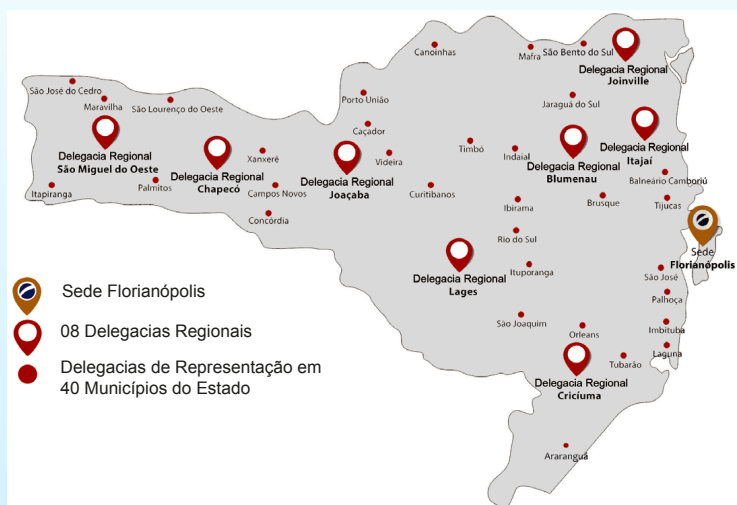 Canoinhas
Mafra
São Bento do Sul
Delegacia Regional
Joinville
São José do Cedro
Maravilha
São Lourenço do Oeste
Porto União
Jaraguá do Sul
Caçador
Delegacia Regional
São Miguel do Oeste
Delegacia Regional
Chapecó
Xanxerê
Delegacia Regional
Joaçaba
Videira
Timbó
Indaial
Delegacia Regional
Blumenau
Delegacia Regional
Itajaí
Balneário Camboriú
Itapiranga
Palmitos
Campos Novos
Curitibanos
Concórdia
Ibirama
Brusque
Tijucas
Rio do Sul
Sede
Florianópolis
Delegacia Regional
Lages
Ituporanga
São José
Palhoça
São Joaquim
Orleans
Imbituba
Laguna
Tubarão
Delegacia Regional
Cricíuma
Araranguá
Sede Florianópolis
08 Delegacias Regionais
Delegacias de Representação em
40 Municípios do Estado